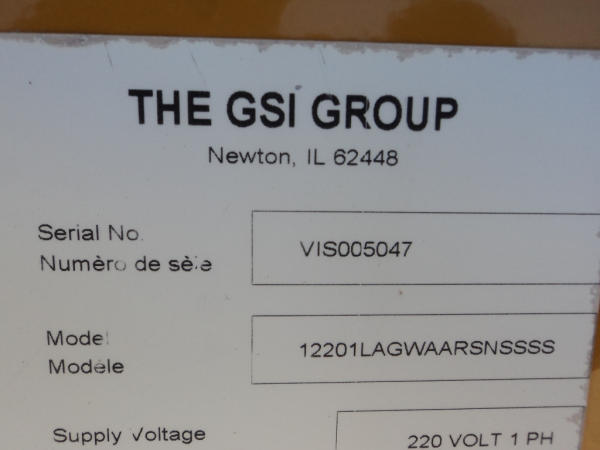 THE GSI GROUP
Newton, IL 62448
Serial No.
Numèro de sèie
VIS005047
Model
Modèle
12201LAGWAARSNSSSS
Supply Voltage
220 VOLT 1 PH